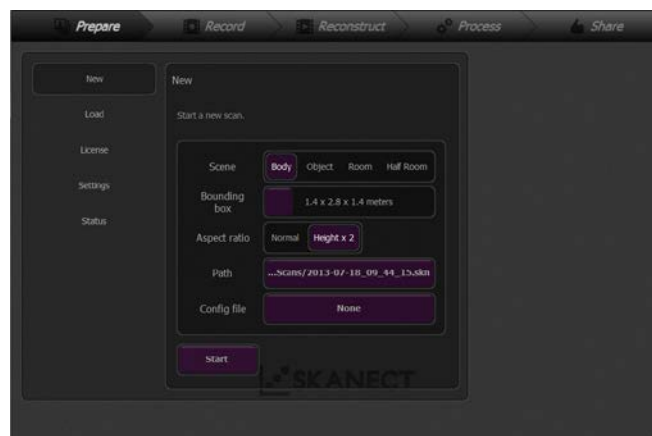 Prepare
Record
Reconstruct
Process
Share
New
Load
License
Settings
Status
New
Start a new scan.
Scene Body Object Room Half Room
Bounding box 1.4 x 2.8 x 1.4 meters
Aspect ratio Normal Height x 2
Path ...Scans/2013-07-18_09_44_15.skn
Config file None
Start
SKANECT